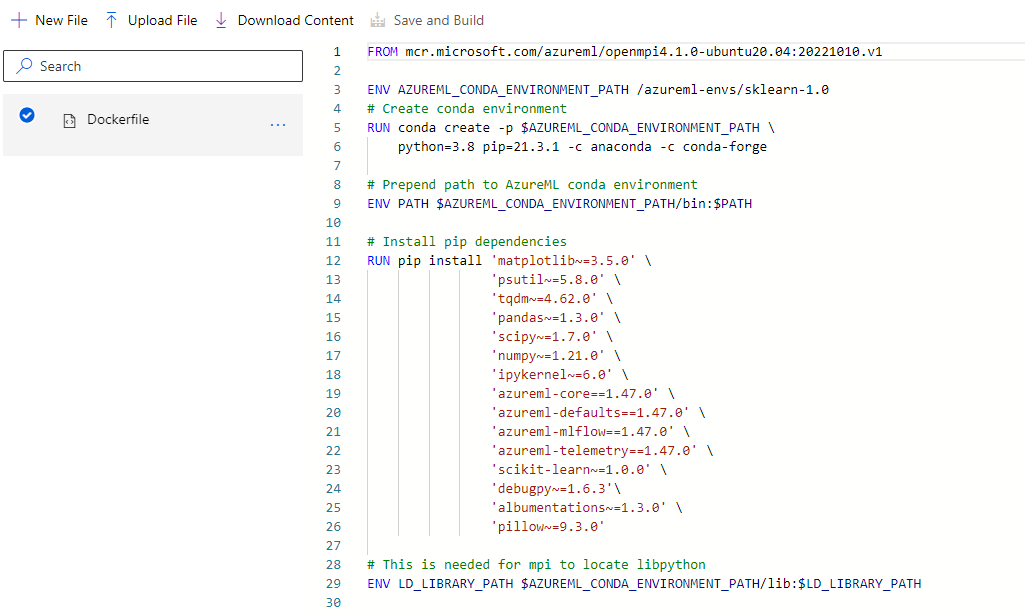 New File Upload File Download Content Save and Build
Search
Dockerfile
...
1 FROM mcr.microsoft.com/azureml/openmpi4.1.0-ubuntu20.04:20221010.v1
2
3 ENV AZUREML_CONDA_ENVIRONMENT_PATH /azureml-envs/sklearn-1.0
4 # Create conda environment
5 RUN conda create -p $AZUREML_CONDA_ENVIRONMENT_PATH \
6     python=3.8 pip=21.3.1 -c anaconda -c conda-forge
7
8 # Prepend path to AzureML conda environment
9 ENV PATH $AZUREML_CONDA_ENVIRONMENT_PATH/bin:$PATH
10
11 # Install pip dependencies
12 RUN pip install 'matplotlib~=3.5.0' \
13                 'psutil~=5.8.0' \
14                 'tqdm~=4.62.0' \
15                 'pandas~=1.3.0' \
16                 'scipy~=1.7.0' \
17                 'numpy~=1.21.0' \
18                 'ipykernel~=6.0' \
19                 'azureml-core==1.47.0' \
20                 'azureml-defaults==1.47.0' \
21                 'azureml-mlflow==1.47.0' \
22                 'azureml-telemetry==1.47.0' \
23                 'scikit-learn~=1.0.0' \
24                 'debugpy~=1.6.3'\
25                 'albumentations~=1.3.0' \
26                 'pillow~=9.3.0'
27
28 # This is needed for mpi to locate libpython
29 ENV LD_LIBRARY_PATH $AZUREML_CONDA_ENVIRONMENT_PATH/lib:$LD_LIBRARY_PATH
30